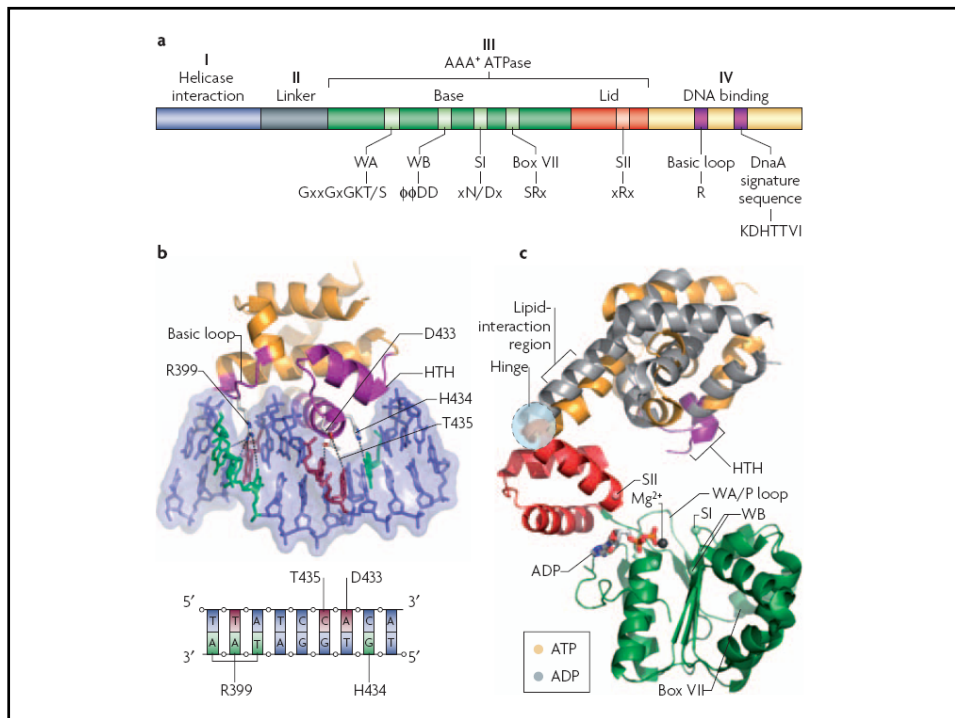 a
III
AAA+ ATPase
I
Helicase
interaction
II
Linker
Base
Lid
IV
DNA binding
WA
GxxGxGKT/S
WB
ϕϕDD
SI
xN/Dx
Box VII
SRx
SII
xRx
Basic loop
R
DnaA
signature
sequence
KDHTTVI
b
Basic loop
R399
D433
HTH
H434
T435
T435
D433
5′
3′
T T A T C C A C A
A A T A G G T G T
3′
5′
R399
H434
c
Lipid-
interaction
region
Hinge
HTH
SII
Mg2+
WA/P loop
SI
WB
ADP
ATP
ADP
Box VII